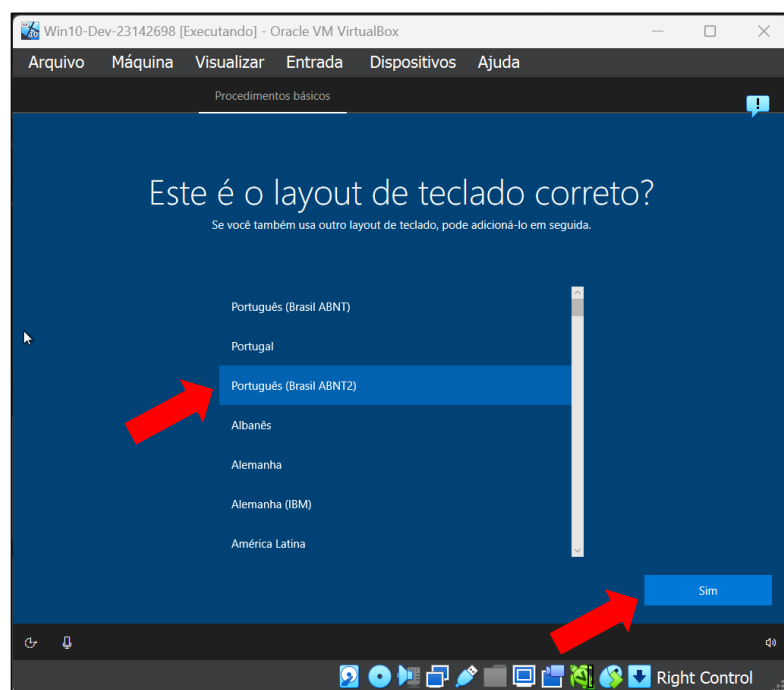 Win10-Dev-23142698 [Executando] - Oracle VM VirtualBox
Arquivo Máquina Visualizar Entrada Dispositivos Ajuda
Procedimentos básicos
Este é o layout de teclado correto?
Se você também usa outro layout de teclado, pode adicioná-lo em seguida.
Português (Brasil ABNT)
Portugal
Português (Brasil ABNT2)
Albanês
Alemanha
Alemanha (IBM)
América Latina
Sim
Right Control